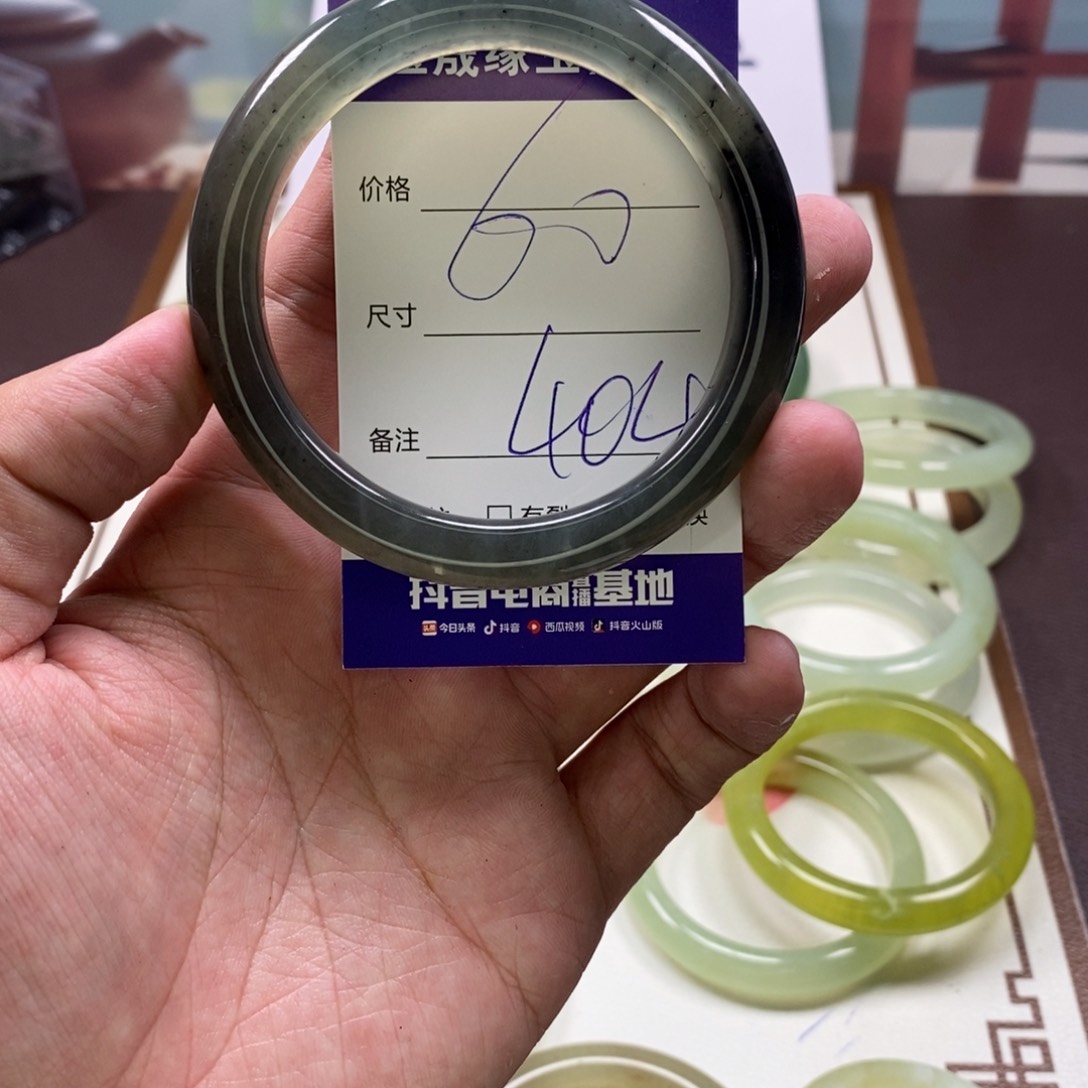 成缘
价格
60
尺寸
404
备注
有裂
抖音电商直播基地
今日头条 抖音 西瓜视频 抖音火山版